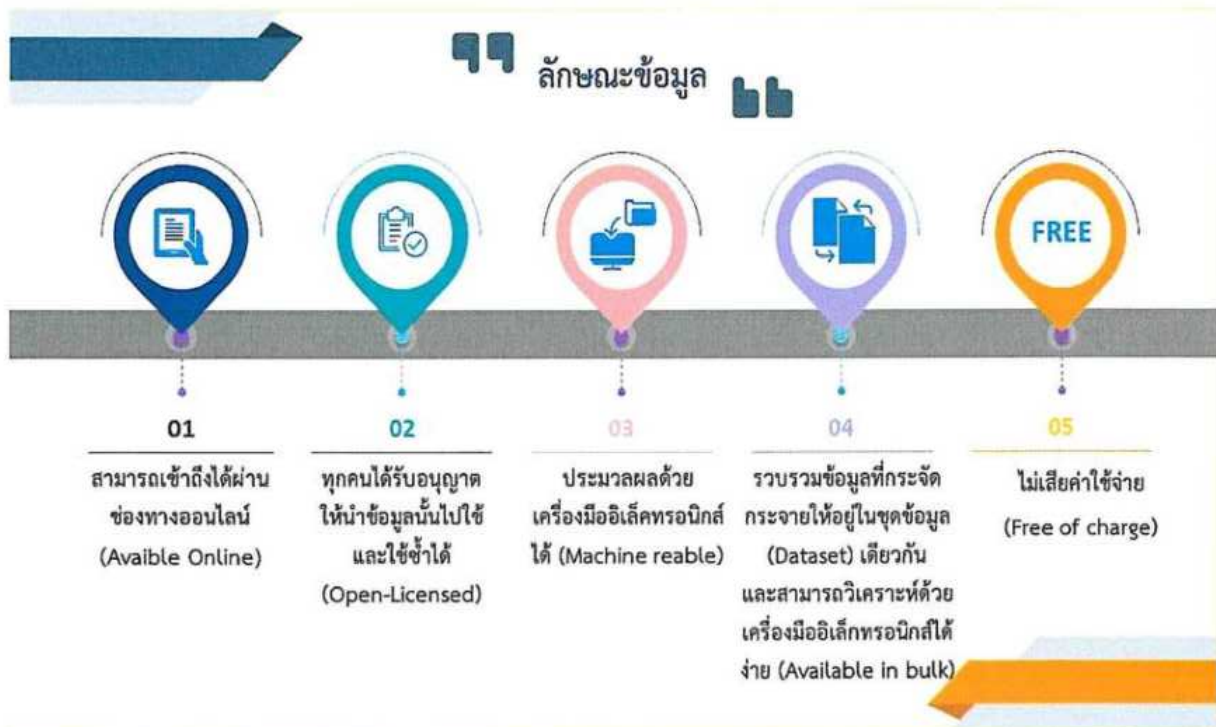 ลักษณะข้อมูล
FREE
01
สามารถเข้าถึงได้ผ่าน
ช่องทางออนไลน์
(Avaible Online)
02
ทุกคนได้รับอนุญาต
ให้นำข้อมูลนั้นไปใช้
และใช้ซ้ำได้
(Open-Licensed)
03
ประมวลผลด้วย
เครื่องมืออิเล็คทรอนิกส์
ได้ (Machine reable)
04
รวบรวมข้อมูลที่กระจัด
กระจายให้อยู่ในชุดข้อมูล
(Dataset) เดียวกัน
และสามารถวิเคราะห์ด้วย
เครื่องมืออิเล็กทรอนิกส์ได้
ง่าย (Available in bulk)
05
ไม่เสียค่าใช้จ่าย
(Free of charge)